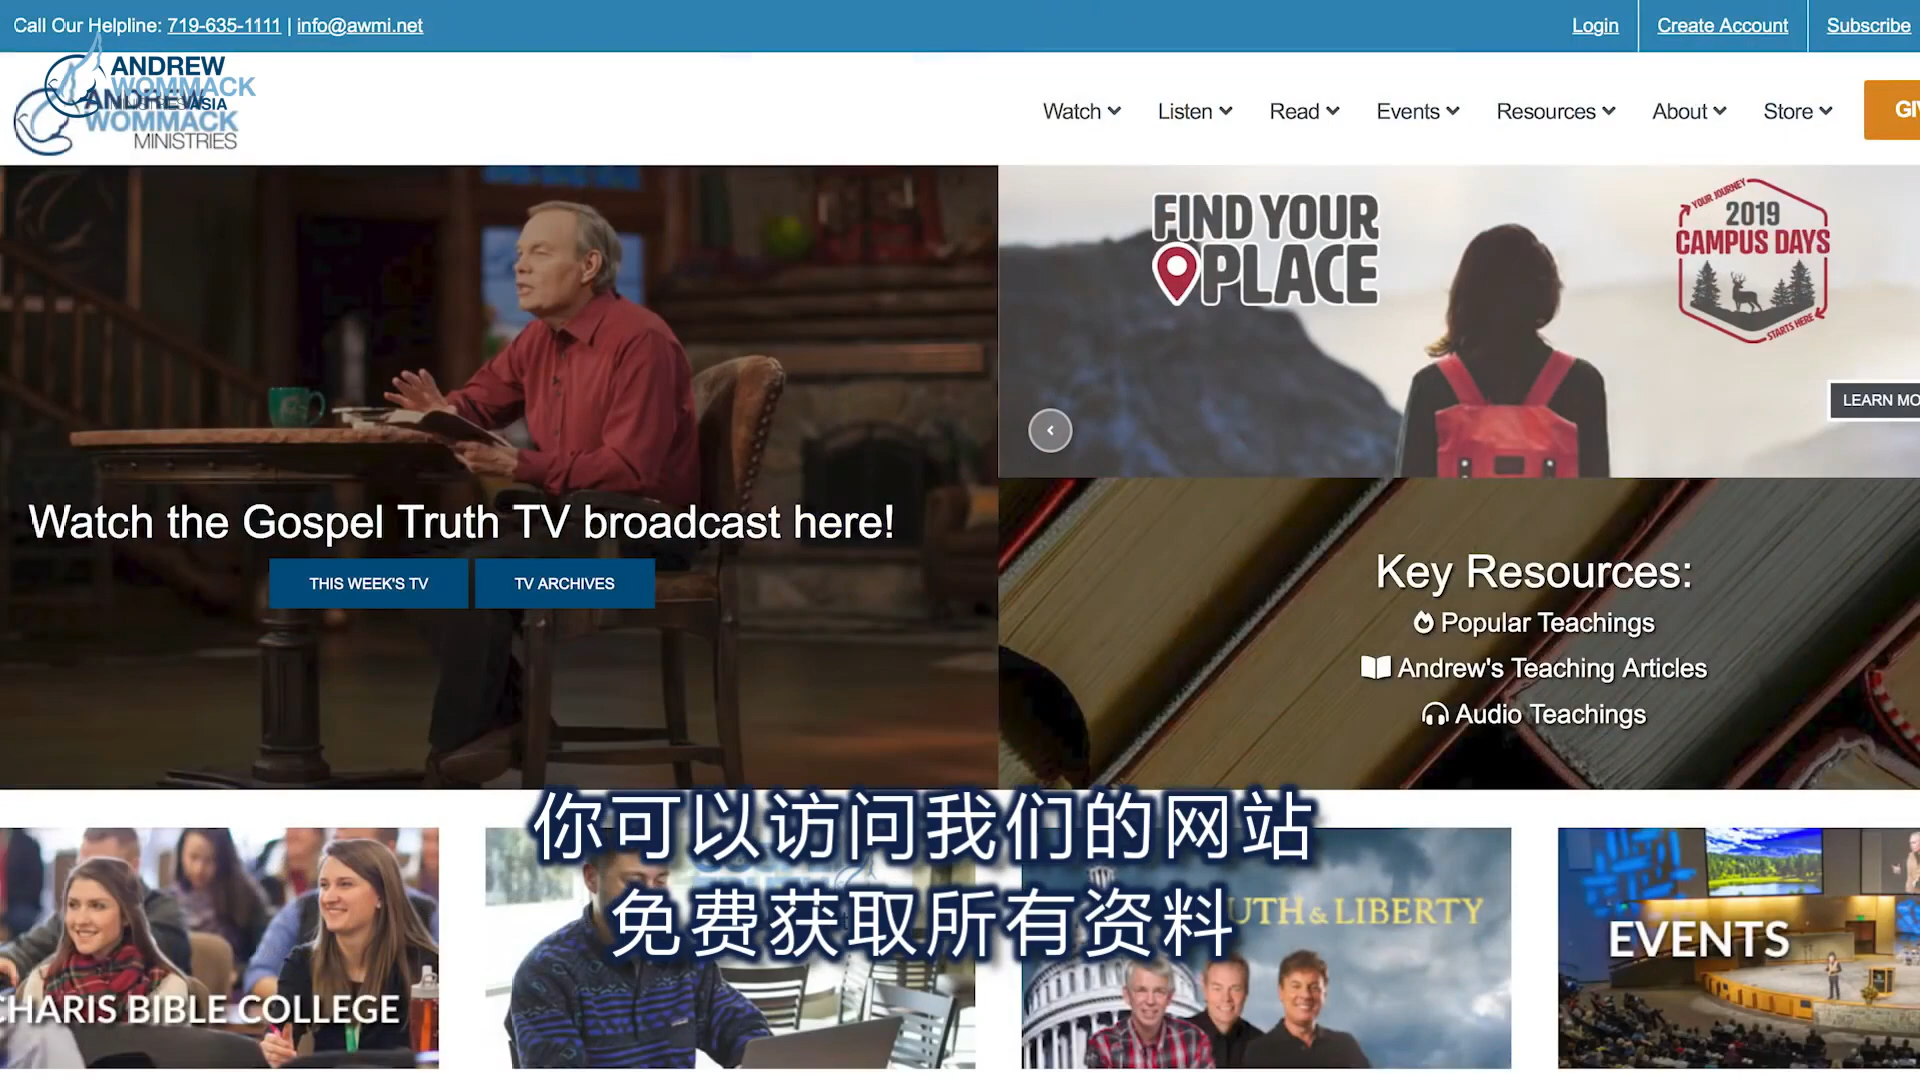 Call Our Helpline: 719-635-1111 | info@awmi.net
Login
Create Account
Subscribe
ANDREW
WOMMACK
ASIA
ANDREW
WOMMACK
MINISTRIES
Watch
Listen
Read
Events
Resources
About
Store
FIND YOUR
PLACE
YOUR JOURNEY
2019
CAMPUS DAYS
STARTS HERE
LEARN MO
Watch the Gospel Truth TV broadcast here!
THIS WEEK'S TV
TV ARCHIVES
Key Resources:
Popular Teachings
Andrew's Teaching Articles
Audio Teachings
你可以访问我们的网站
免费获取所有资料
CHARIS BIBLE COLLEGE
UTH & LIBERTY
EVENTS